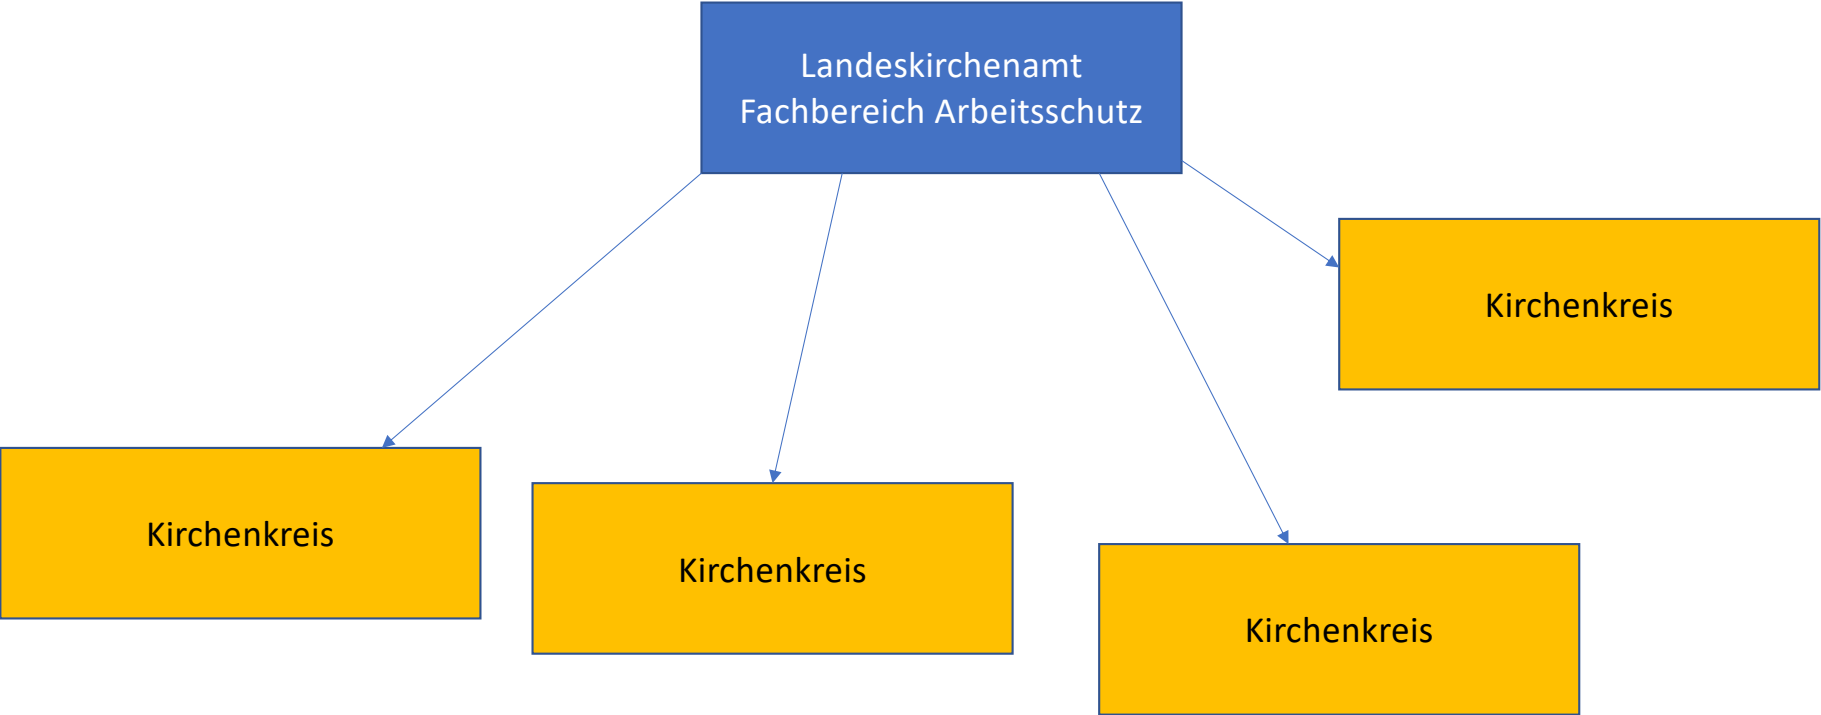 Landeskirchenamt
Fachbereich Arbeitsschutz
Kirchenkreis
Kirchenkreis
Kirchenkreis
Kirchenkreis